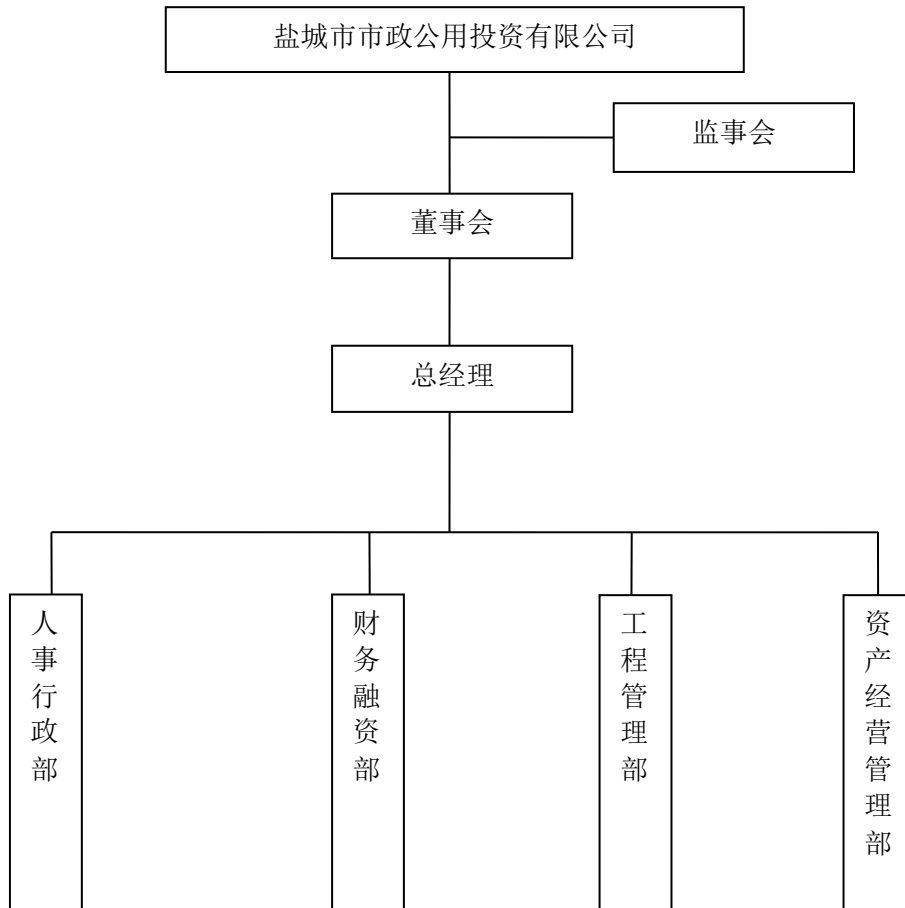 盐城市市政公用投资有限公司
监事会
董事会
总经理
人事行政部
财务融资部
工程管理部
资产经营管理部